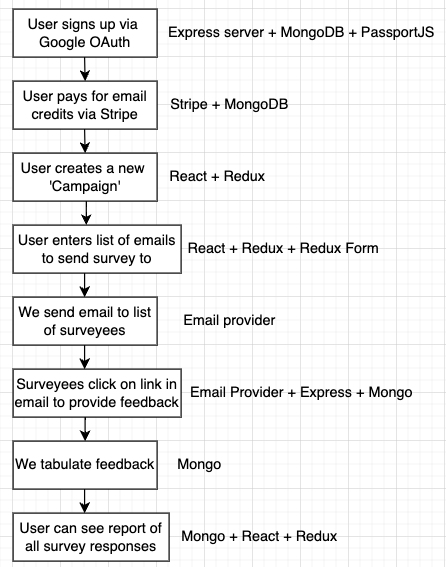 User signs up via
Google OAuth
Express server + MongoDB + PassportJS
User pays for email
credits via Stripe
Stripe + MongoDB
User creates a new
'Campaign'
React + Redux
User enters list of emails
to send survey to
React + Redux + Redux Form
We send email to list
of surveyees
Email provider
Surveyees click on link in
email to provide feedback
Email Provider + Express + Mongo
We tabulate feedback
Mongo
User can see report of
all survey responses
Mongo + React + Redux